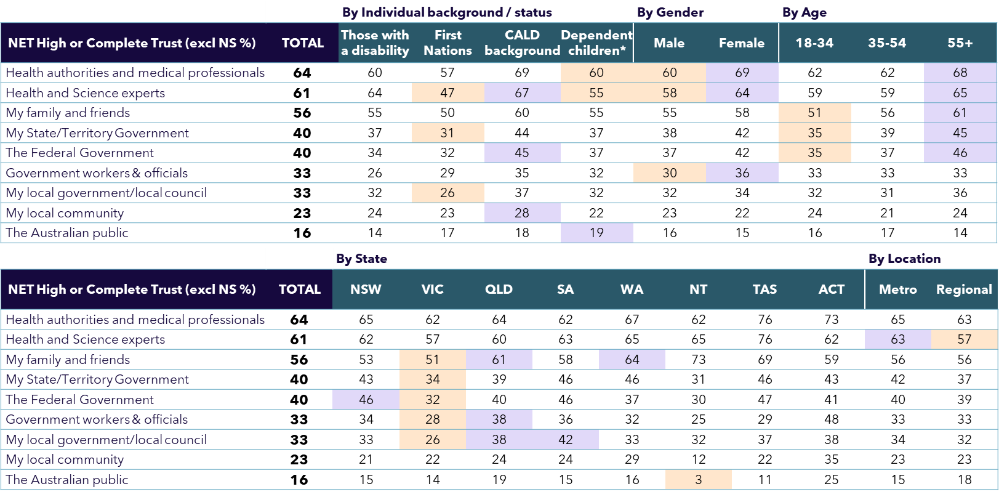 By Individual background / status By Gender By Age
NET High or Complete Trust (excl NS %) TOTAL Those with a disability First Nations CALD background Dependent children* Male Female 18-34 35-54 55+
Health authorities and medical professionals 64 60 57 69 60 60 69 62 62 68
Health and Science experts 61 64 47 67 55 58 64 59 59 65
My family and friends 56 55 50 60 55 55 58 51 56 61
My State/Territory Government 40 37 31 44 37 38 42 35 39 45
The Federal Government 40 34 32 45 37 37 42 35 37 46
Government workers & officials 33 26 29 35 32 30 36 33 33 33
My local government/local council 33 32 26 37 32 32 34 32 31 36
My local community 23 24 23 28 22 23 22 24 21 24
The Australian public 16 14 17 18 19 16 15 16 17 14
By State By Location
NET High or Complete Trust (excl NS %) TOTAL NSW VIC QLD SA WA NT TAS ACT Metro Regional
Health authorities and medical professionals 64 65 62 64 62 67 62 76 73 65 63
Health and Science experts 61 62 57 60 63 65 65 76 62 63 57
My family and friends 56 53 51 61 58 64 73 69 59 56 56
My State/Territory Government 40 43 34 39 46 46 31 46 43 42 37
The Federal Government 40 46 32 40 46 37 30 47 41 40 39
Government workers & officials 33 34 28 38 36 32 25 29 48 33 33
My local government/local council 33 33 26 38 42 33 32 37 38 34 32
My local community 23 21 22 24 24 29 12 22 35 23 23
The Australian public 16 15 14 19 15 16 3 11 25 15 18